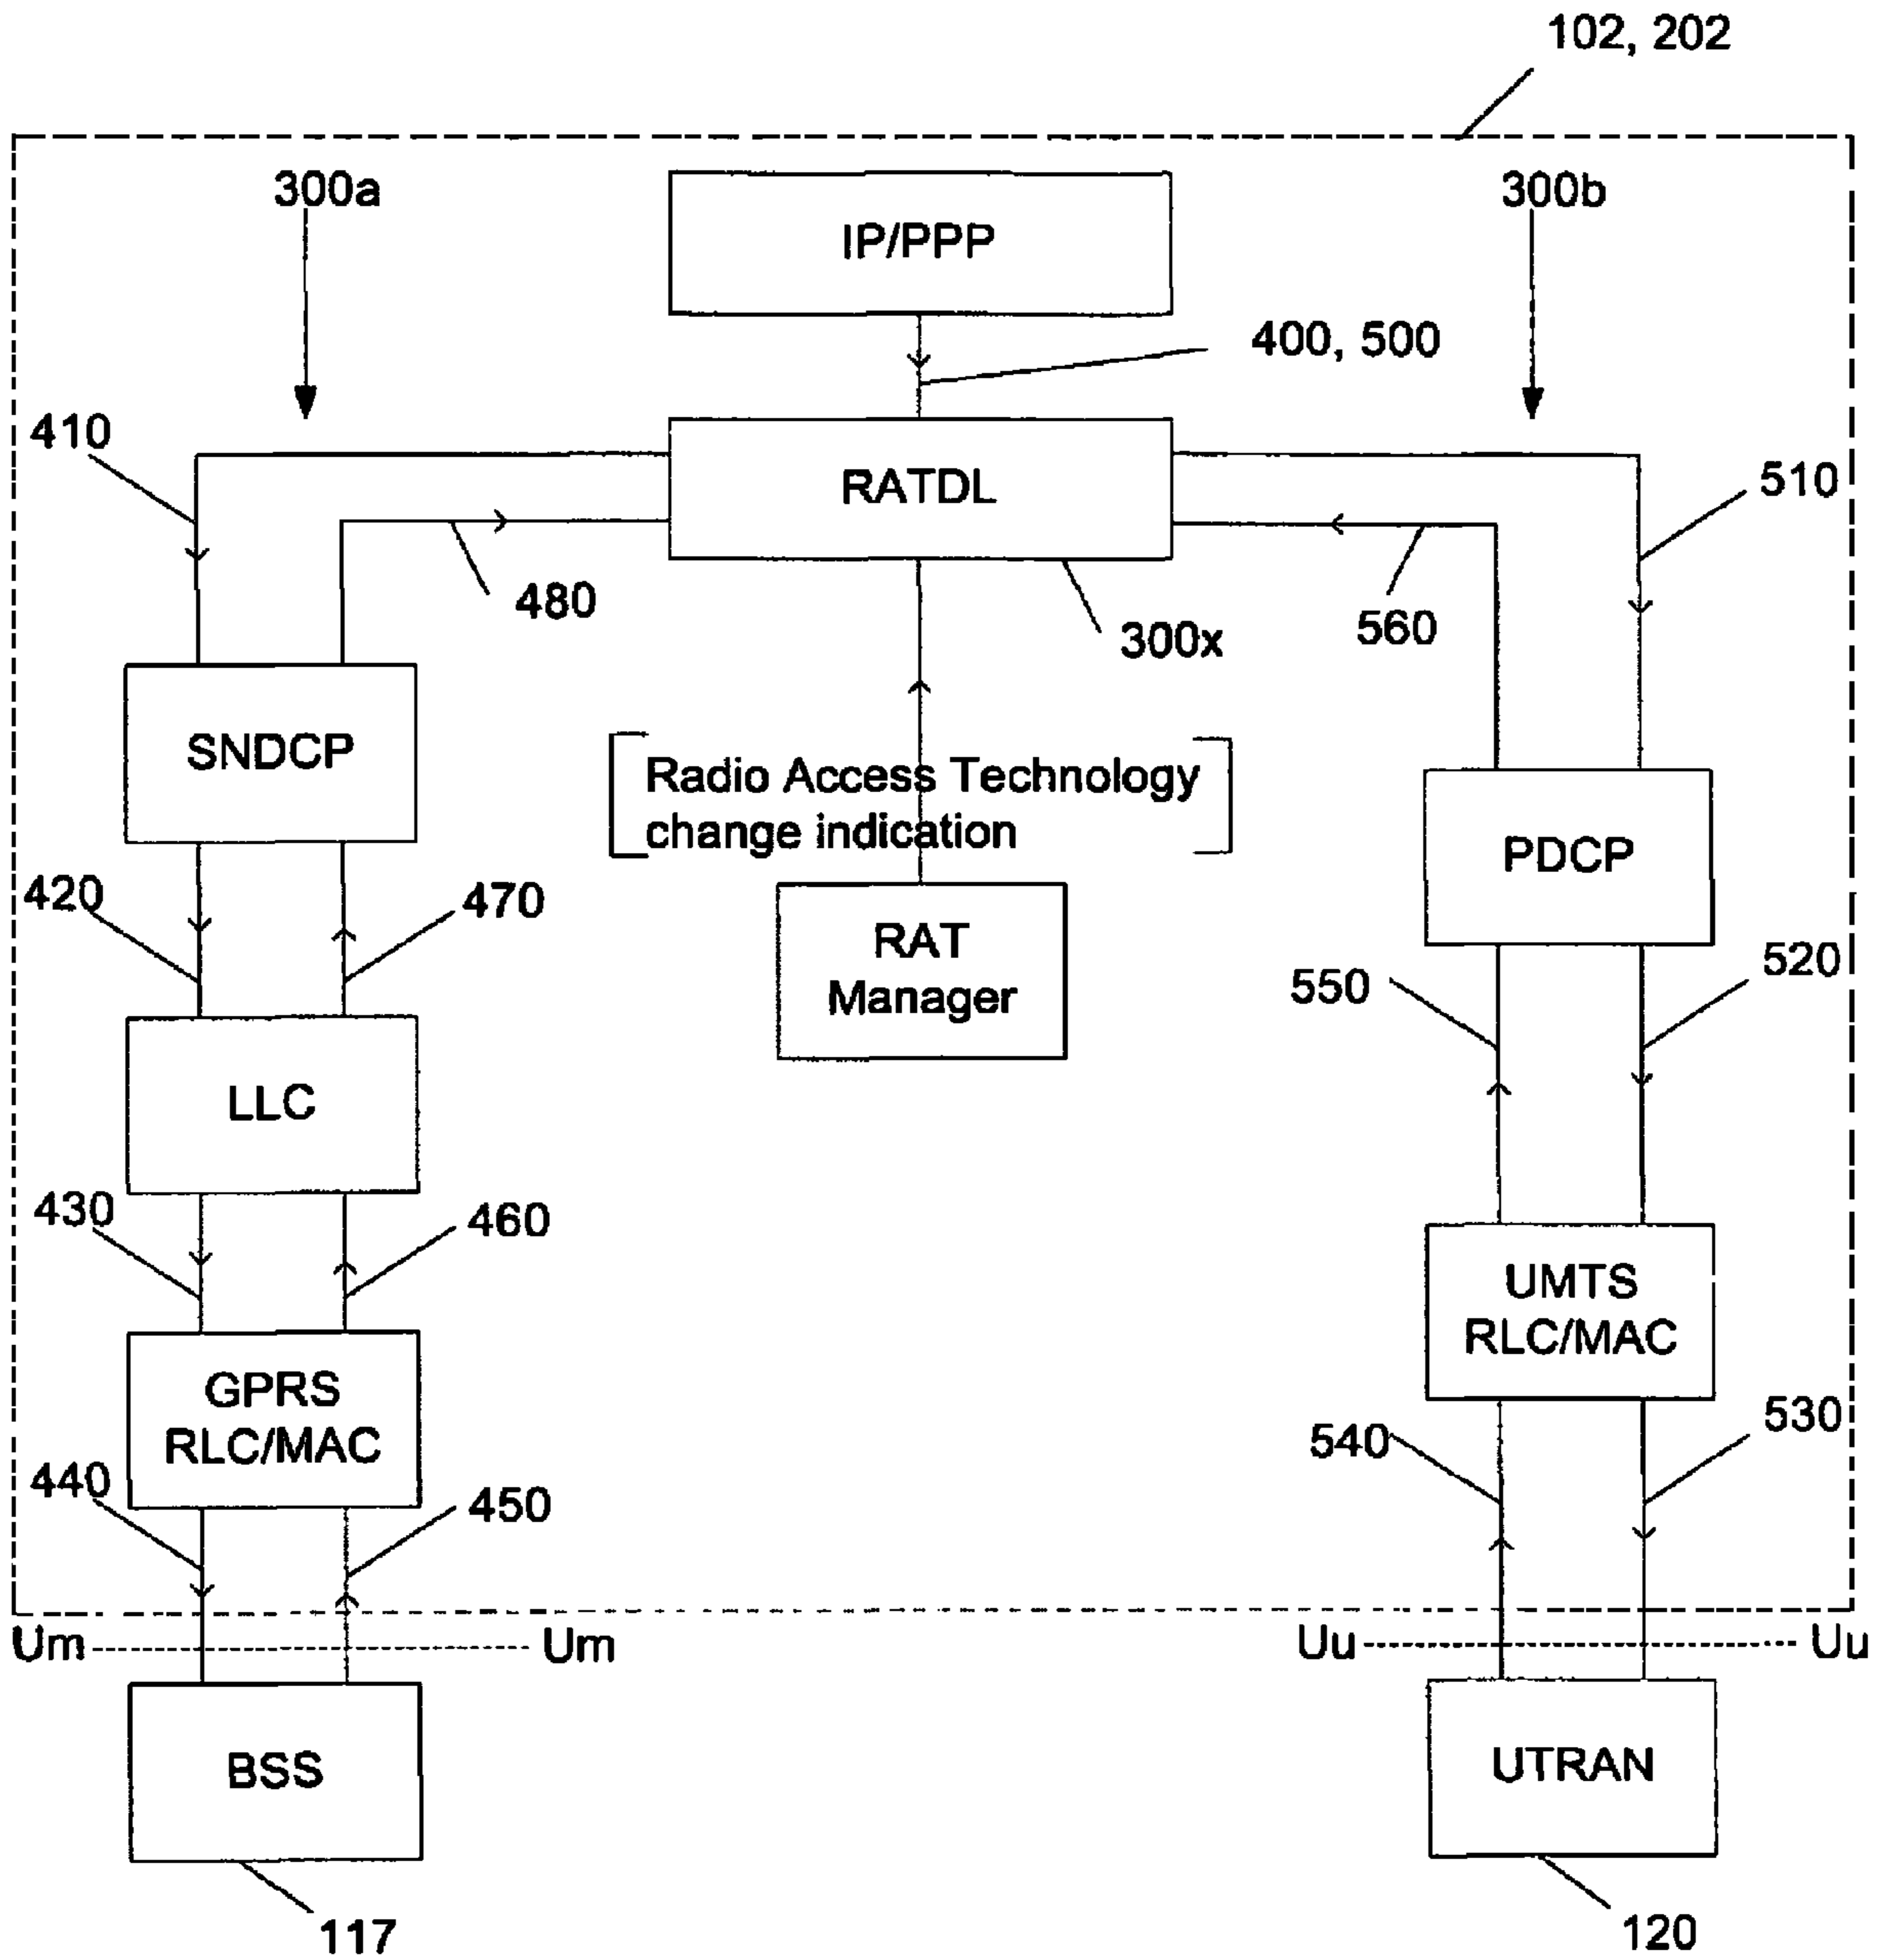 102, 202
300a
IP/PPP
300b
400, 500
410
RATDL
510
480
560
300x
SNDCP
Radio Access Technology
change indication
PDCP
420
470
RAT
Manager
550
520
LLC
430
460
UMTS
RLC/MAC
GPRS
RLC/MAC
540
530
440
450
Um
Um
Uu
Uu
BSS
UTRAN
117
120